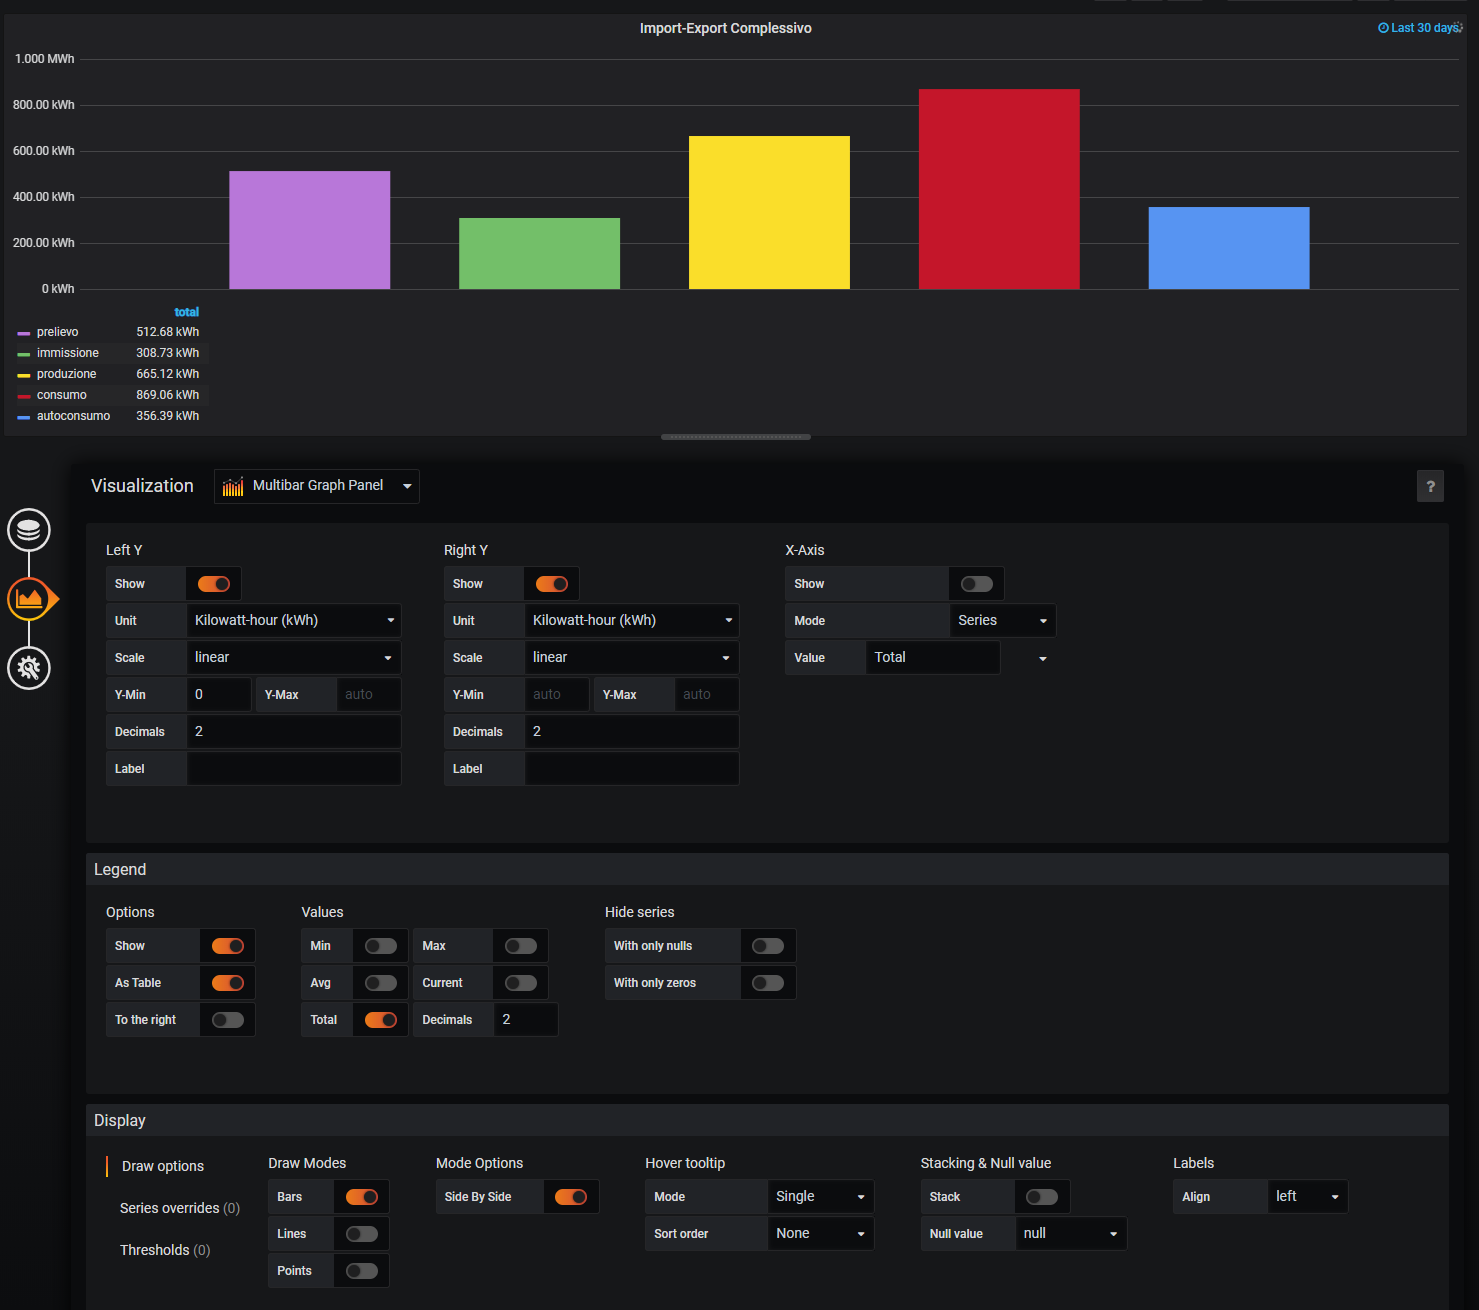 Import-Export Complessivo
Last 30 days
1.000 MWh
800.00 kWh
600.00 kWh
400.00 kWh
200.00 kWh
0 kWh
total
prelievo 512.68 kWh
immissione 308.73 kWh
produzione 665.12 kWh
consumo 869.06 kWh
autoconsumo 356.39 kWh
Visualization Multibar Graph Panel ?
Left Y Right Y X-Axis
Show Show Show
Unit Kilowatt-hour (kWh) Unit Kilowatt-hour (kWh) Mode Series
Scale linear Scale linear Value Total
Y-Min 0 Y-Max auto Y-Min auto Y-Max auto
Decimals 2 Decimals 2
Label Label
Legend
Options Values Hide series
Show Min Max With only nulls
As Table Avg Current With only zeros
To the right Total Decimals 2
Display
Draw options Draw Modes Mode Options Hover tooltip Stacking & Null value Labels
Bars Side By Side Mode Single Stack Align left
Series overrides (0)
Lines Sort order None Null value null
Thresholds (0)
Points